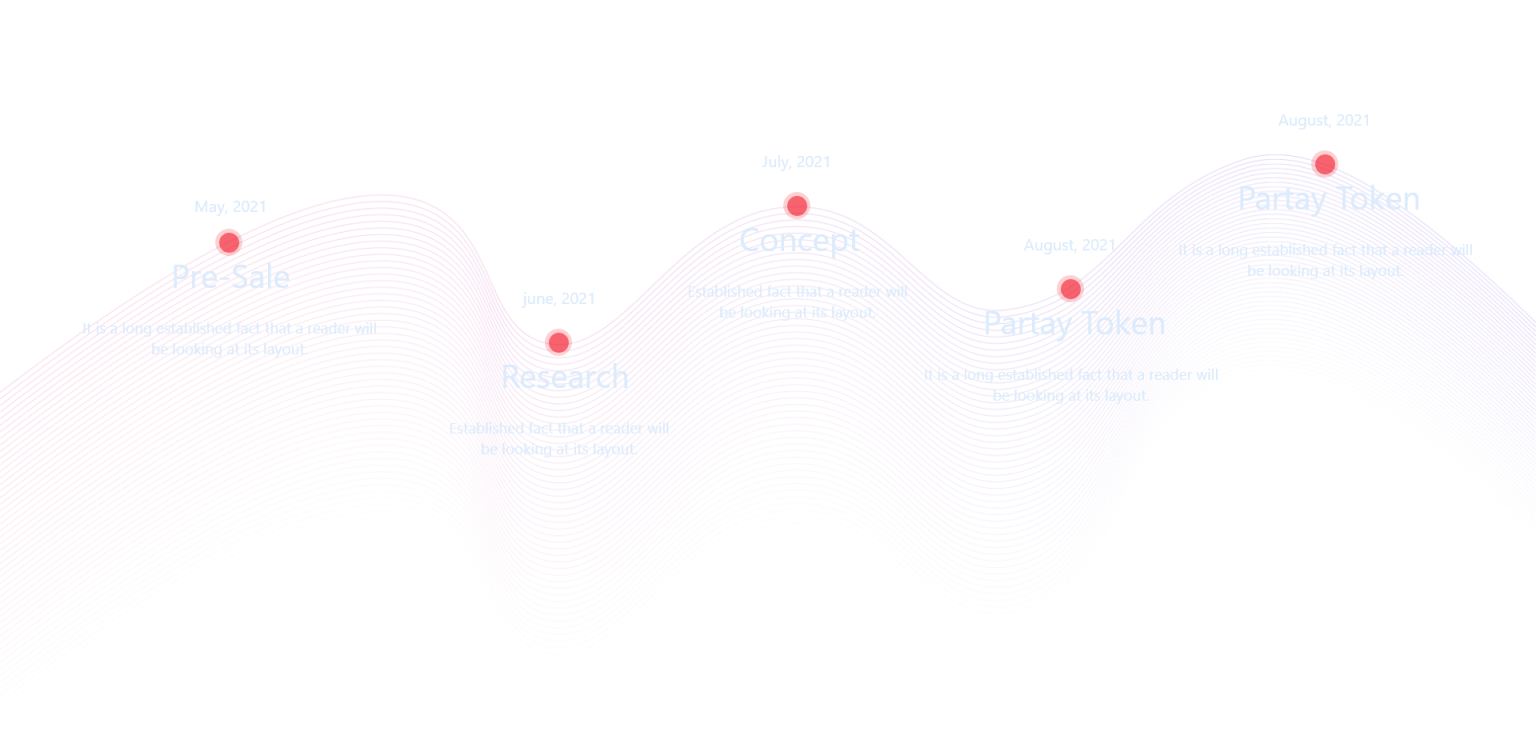 May, 2021
Pre-Sale
It is a long established fact that a reader will
be looking at its layout.
june, 2021
Research
Established fact that a reader will
be looking at its layout.
July, 2021
Concept
Established fact that a reader will
be looking at its layout.
August, 2021
Partay Token
It is a long established fact that a reader will
be looking at its layout.
August, 2021
Partay Token
It is a long established fact that a reader will
be looking at its layout.